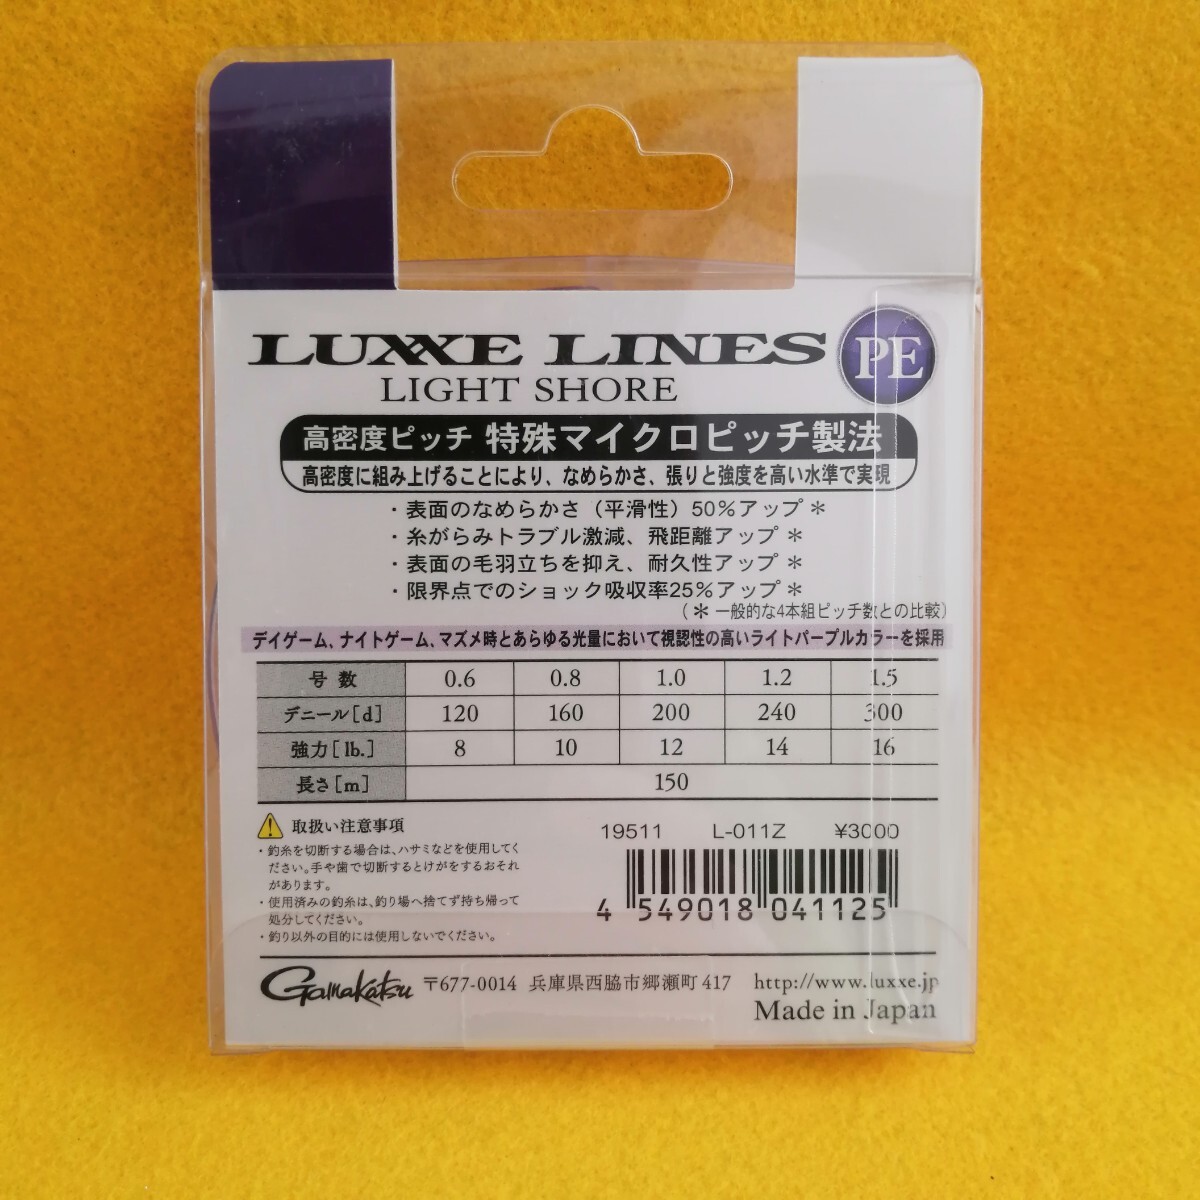 LUXXE LINES PE
LIGHT SHORE
高密度ピッチ 特殊マイクロピッチ製法
高密度に組み上げることにより、なめらかさ、張りと強度を高い水準で実現
・表面のなめらかさ（平滑性）50%アップ＊
・糸がらみトラブル激減、飛距離アップ＊
・表面の毛羽立ちを抑え、耐久性アップ＊
・限界点でのショック吸収率25%アップ＊
（＊一般的な4本組ピッチ数との比較）
デイゲーム、ナイトゲーム、マズメ時とあらゆる光量において視認性の高いライトパープルカラーを採用
号数 0.6 0.8 1.0 1.2 1.5
デニール[d] 120 160 200 240 300
強力[lb.] 8 10 12 14 16
長さ[m] 150
取扱い注意事項
・釣糸を切断する場合は、ハサミなどを使用してく
ださい。手や歯で切断するとけがをするおそれ
があります。
・使用済みの釣糸は、釣り場へ捨てず持ち帰って
処分してください。
・釣り以外の目的には使用しないでください。
19511 L-011Z ¥3000
4 549018 041125
Gamakatsu 〒677-0014 兵庫県西脇市郷瀬町417 http://www.luxxe.jp
Made in Japan